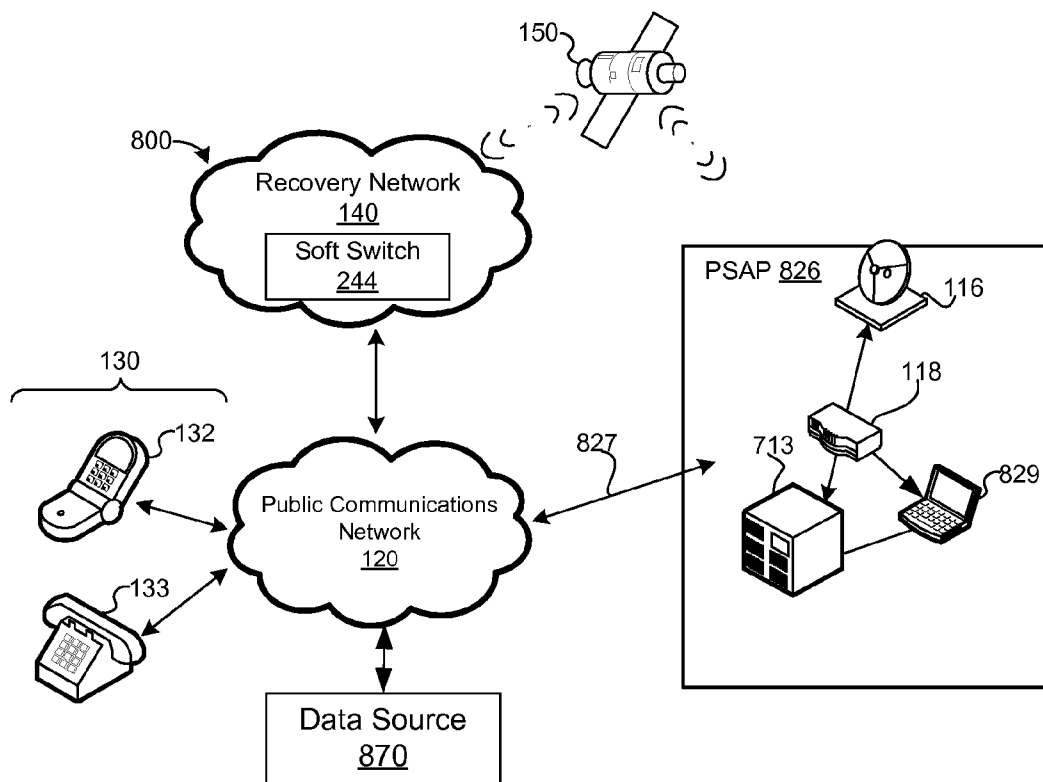 150
800
Recovery Network
140
Soft Switch
244
PSAP 826
116
130
118
132
827
713
829
Public Communications
Network
120
133
Data Source
870